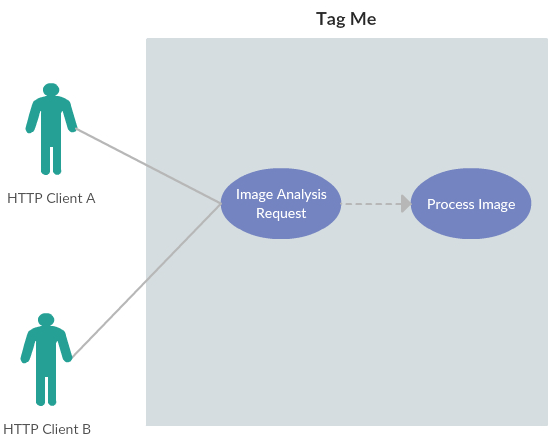 Tag Me
HTTP Client A
Image Analysis
Request
Process Image
HTTP Client B